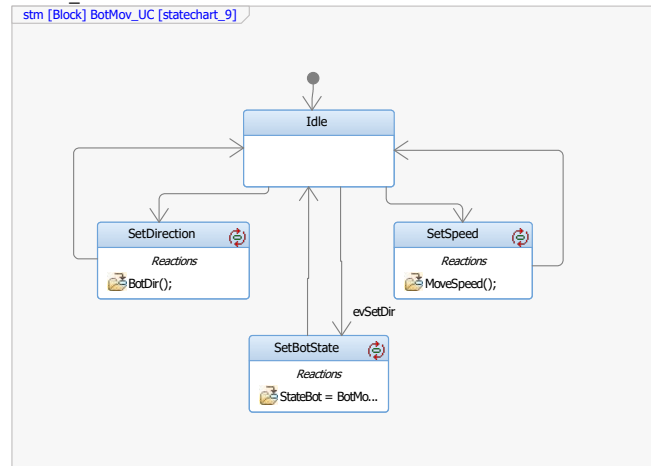 stm [Block] BotMov_UC [statechart_9]
Idle
SetDirection
Reactions
BotDir();
SetSpeed
Reactions
MoveSpeed();
evSetDir
SetBotState
Reactions
StateBot = BotMo...